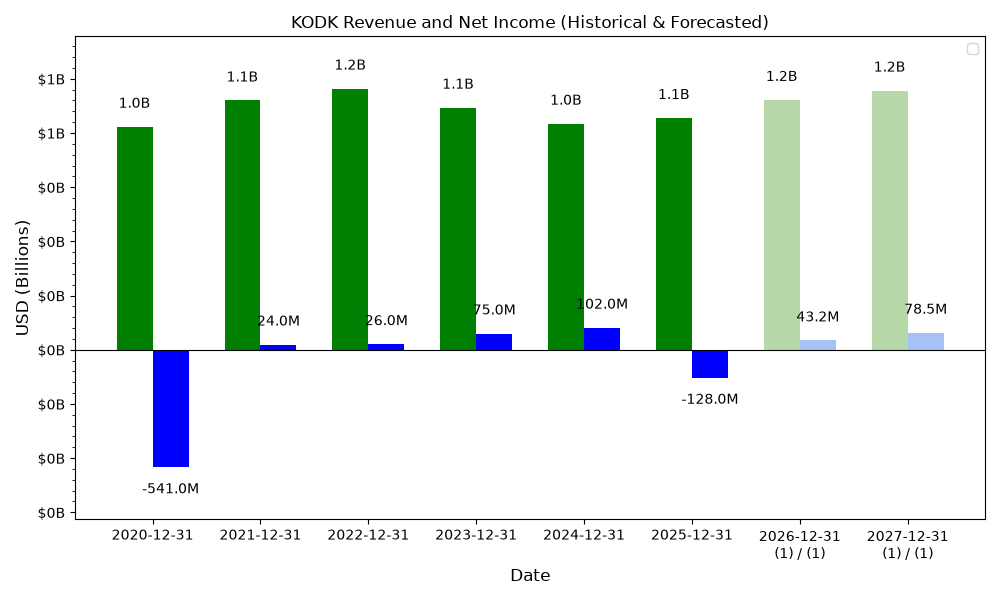 KODK Revenue and Net Income (Historical & Forecasted)
USD (Billions)
$1B
$1B
$0B
$0B
$0B
$0B
$0B
$0B
$0B
1.0B
1.1B
1.2B
1.1B
1.0B
1.1B
1.2B
1.2B
-541.0M
24.0M
26.0M
75.0M
102.0M
-128.0M
43.2M
78.5M
2020-12-31
2021-12-31
2022-12-31
2023-12-31
2024-12-31
2025-12-31
2026-12-31
(1) / (1)
2027-12-31
(1) / (1)
Date